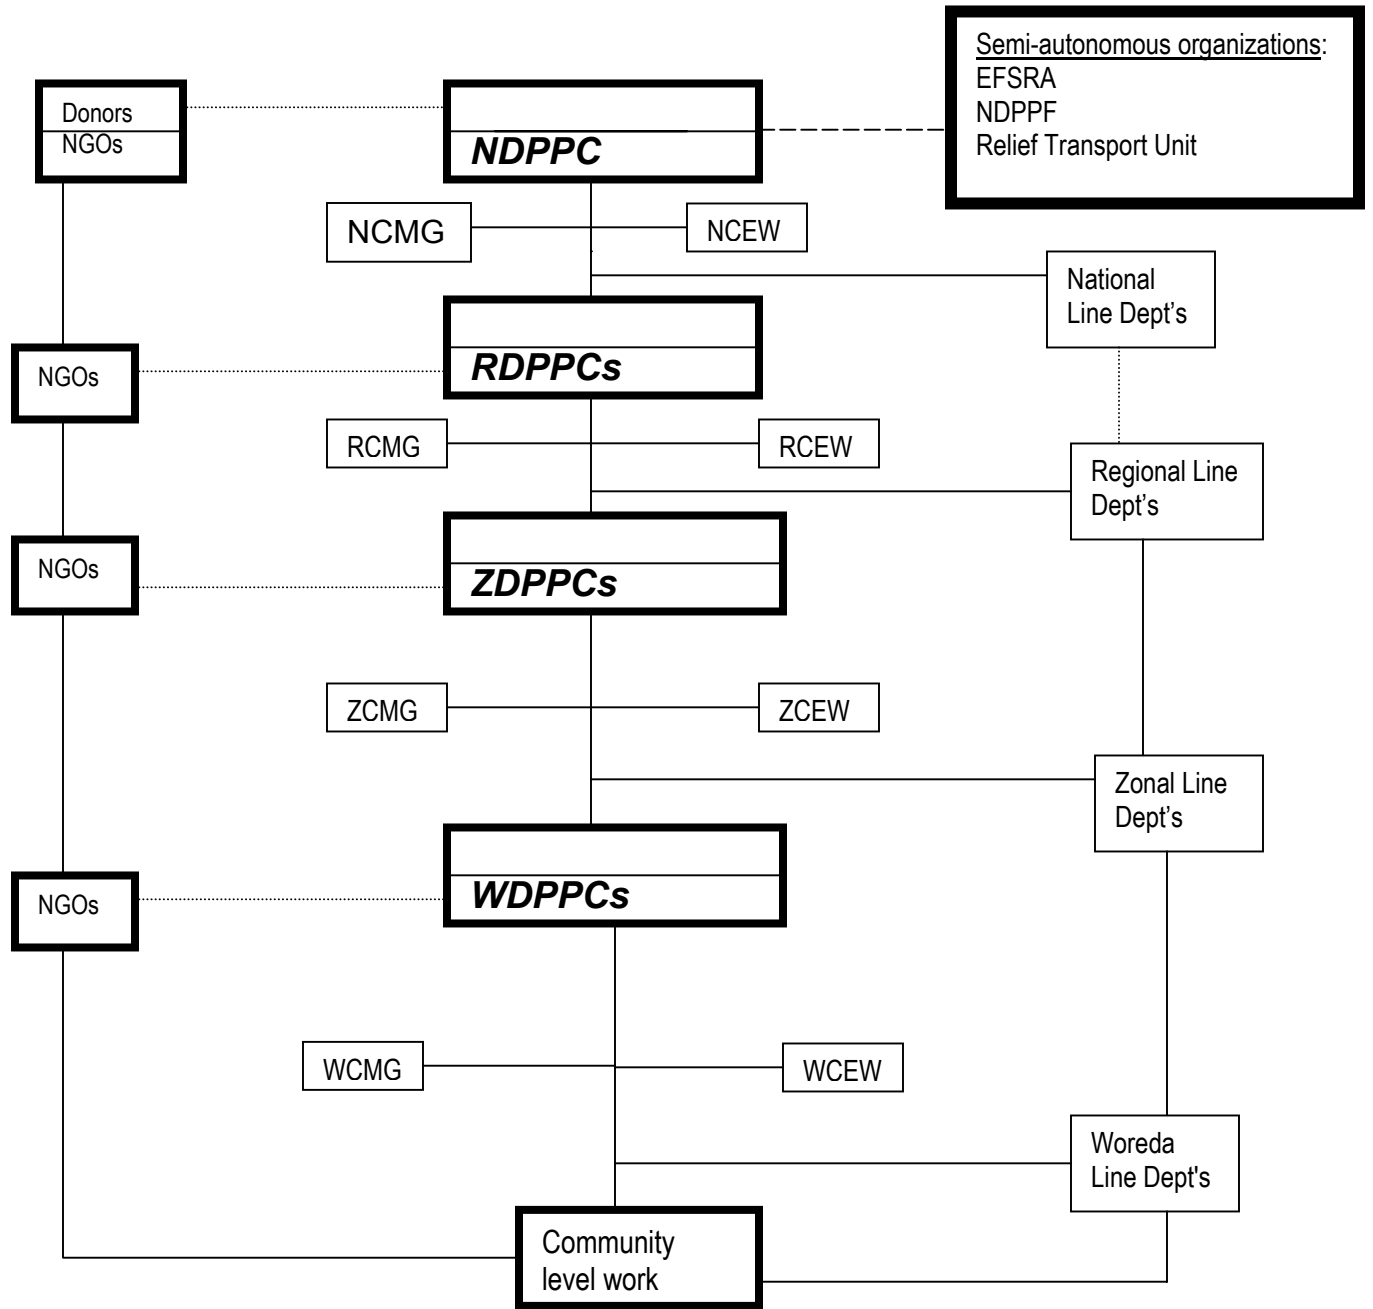 Semi-autonomous organizations:
EFSRA
NDPPF
Relief Transport Unit
Donors
NGOs
NDPPC
NCMG
NCEW
National
Line Dept’s
RDPPCs
NGOs
RCMG
RCEW
Regional Line
Dept’s
ZDPPCs
NGOs
ZCMG
ZCEW
Zonal Line
Dept’s
WDPPCs
NGOs
WCMG
WCEW
Woreda
Line Dept's
Community
level work